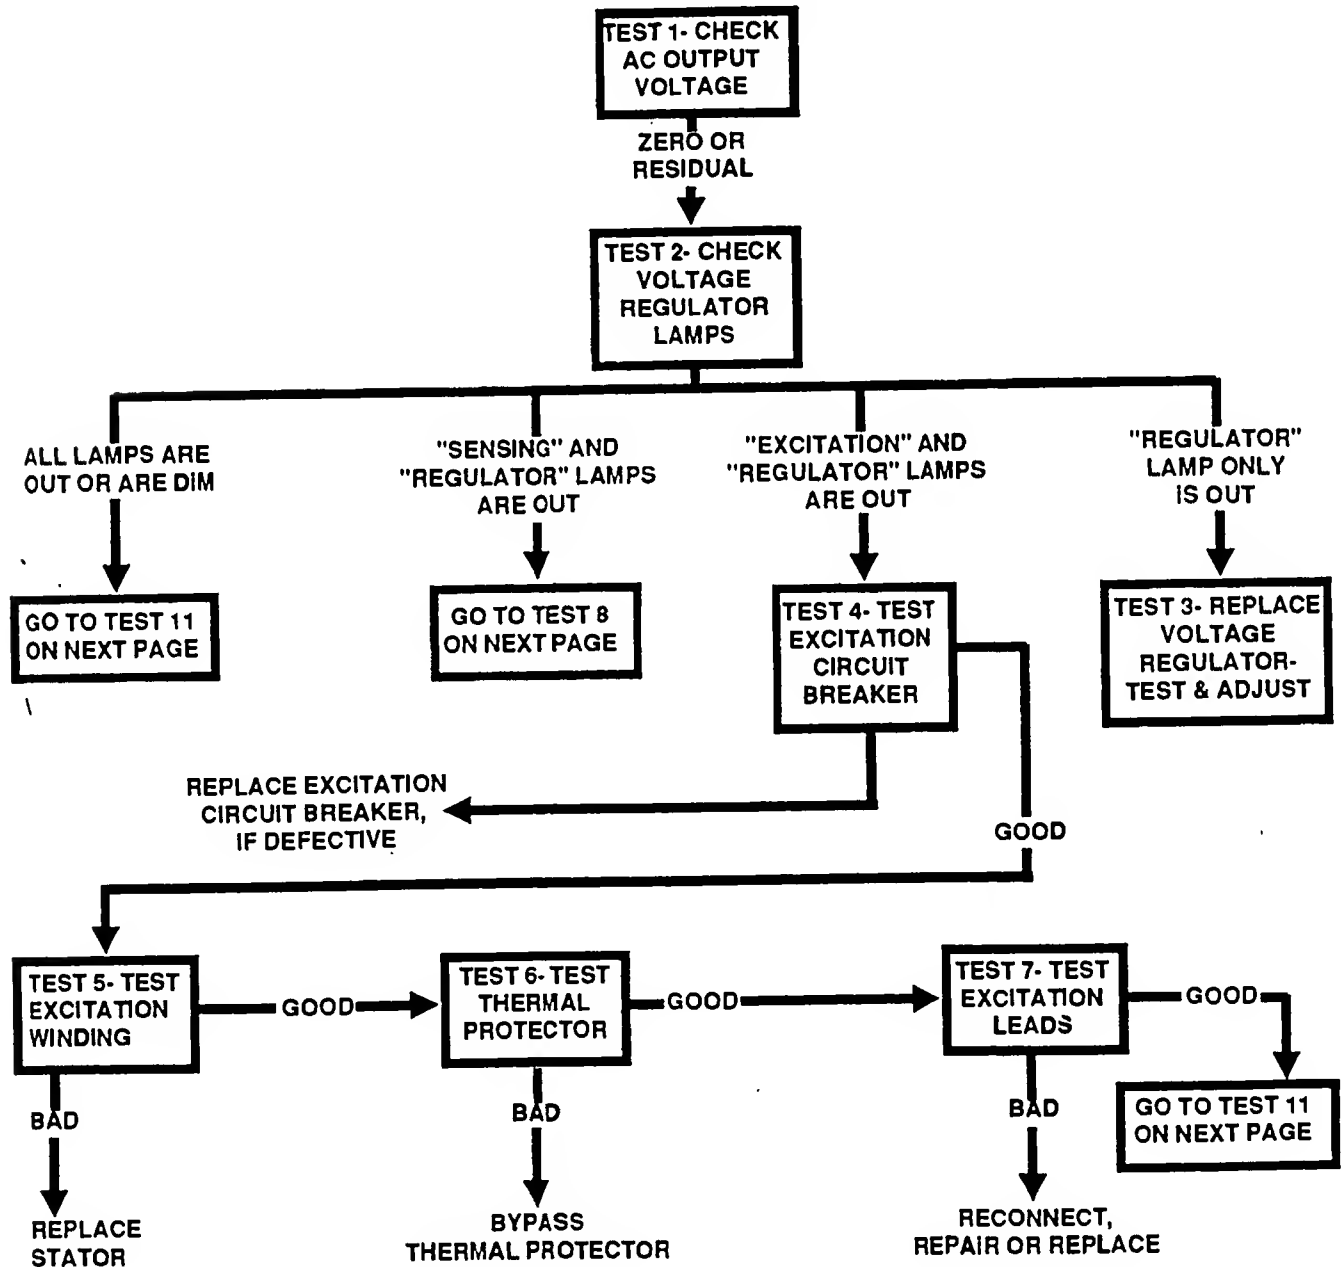 TEST 1- CHECK
AC OUTPUT
VOLTAGE
ZERO OR
RESIDUAL
TEST 2- CHECK
VOLTAGE
REGULATOR
LAMPS
ALL LAMPS ARE
OUT OR ARE DIM
"SENSING" AND
"REGULATOR" LAMPS
ARE OUT
"EXCITATION" AND
"REGULATOR" LAMPS
ARE OUT
"REGULATOR"
LAMP ONLY
IS OUT
GO TO TEST 11
ON NEXT PAGE
GO TO TEST 8
ON NEXT PAGE
TEST 4- TEST
EXCITATION
CIRCUIT
BREAKER
TEST 3- REPLACE
VOLTAGE
REGULATOR-
TEST & ADJUST
REPLACE EXCITATION
CIRCUIT BREAKER,
IF DEFECTIVE
GOOD
TEST 5- TEST
EXCITATION
WINDING
GOOD
TEST 6- TEST
THERMAL
PROTECTOR
GOOD
TEST 7- TEST
EXCITATION
LEADS
GOOD
BAD
BAD
BAD
GO TO TEST 11
ON NEXT PAGE
REPLACE
STATOR
BYPASS
THERMAL PROTECTOR
RECONNECT,
REPAIR OR REPLACE